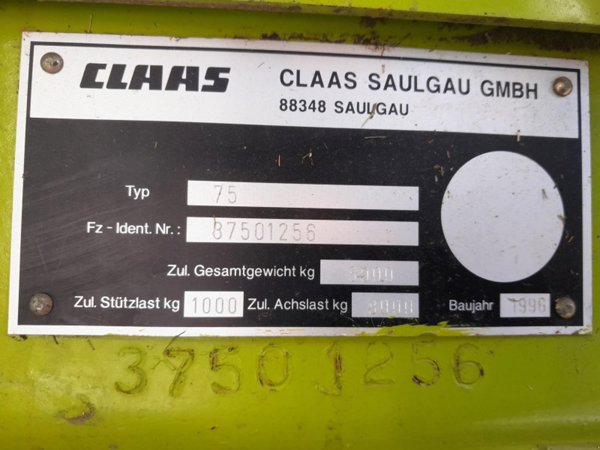 CLAAS
CLAAS SAULGAU GMBH
88348 SAULGAU
Typ 75
Fz - Ident. Nr.: 87501256
Zul. Gesamtgewicht kg
Zul. Stützlast kg 1000 Zul. Achslast kg Baujahr 1996
37501256